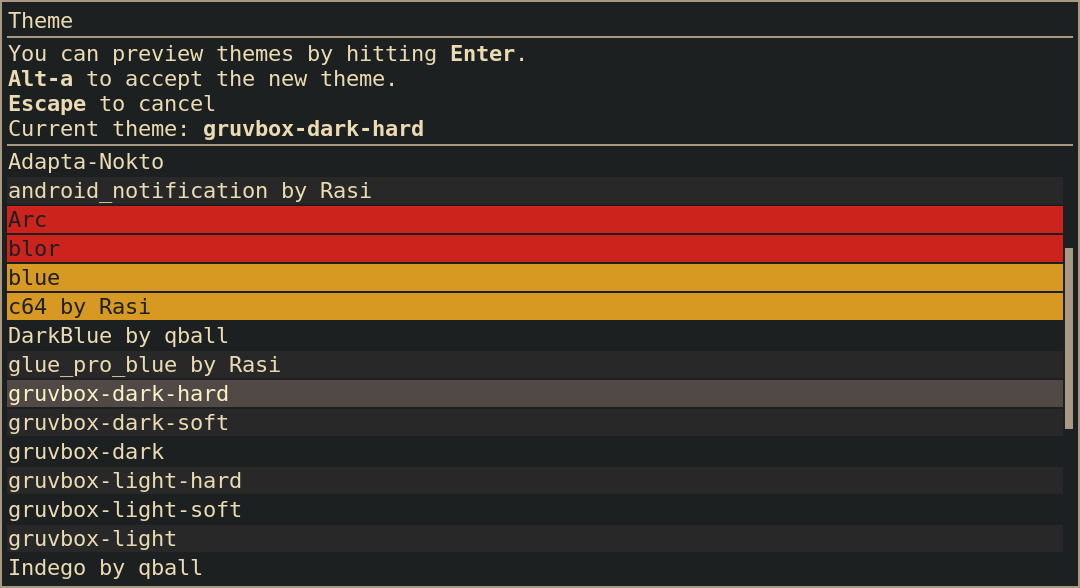 Theme
You can preview themes by hitting Enter.
Alt-a to accept the new theme.
Escape to cancel
Current theme: gruvbox-dark-hard
Adapta-Nokto
android_notification by Rasi
Arc
blor
blue
c64 by Rasi
DarkBlue by qball
glue_pro_blue by Rasi
gruvbox-dark-hard
gruvbox-dark-soft
gruvbox-dark
gruvbox-light-hard
gruvbox-light-soft
gruvbox-light
Indego by qball